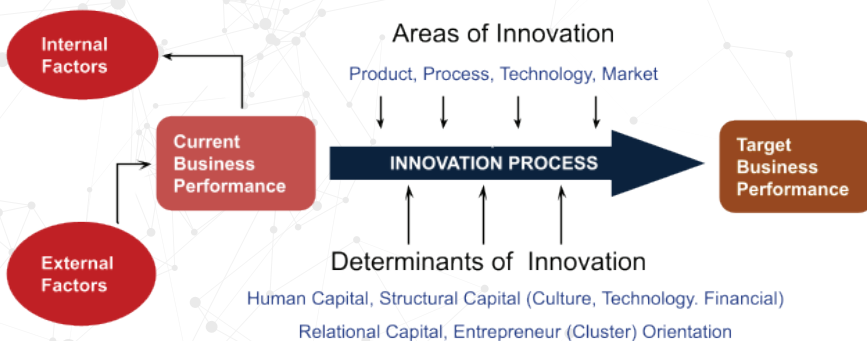 Internal
Factors
Areas of Innovation
Product, Process, Technology, Market
Current
Business
Performance
INNOVATION PROCESS
Target
Business
Performance
External
Factors
Determinants of Innovation
Human Capital, Structural Capital (Culture, Technology. Financial)
Relational Capital, Entrepreneur (Cluster) Orientation